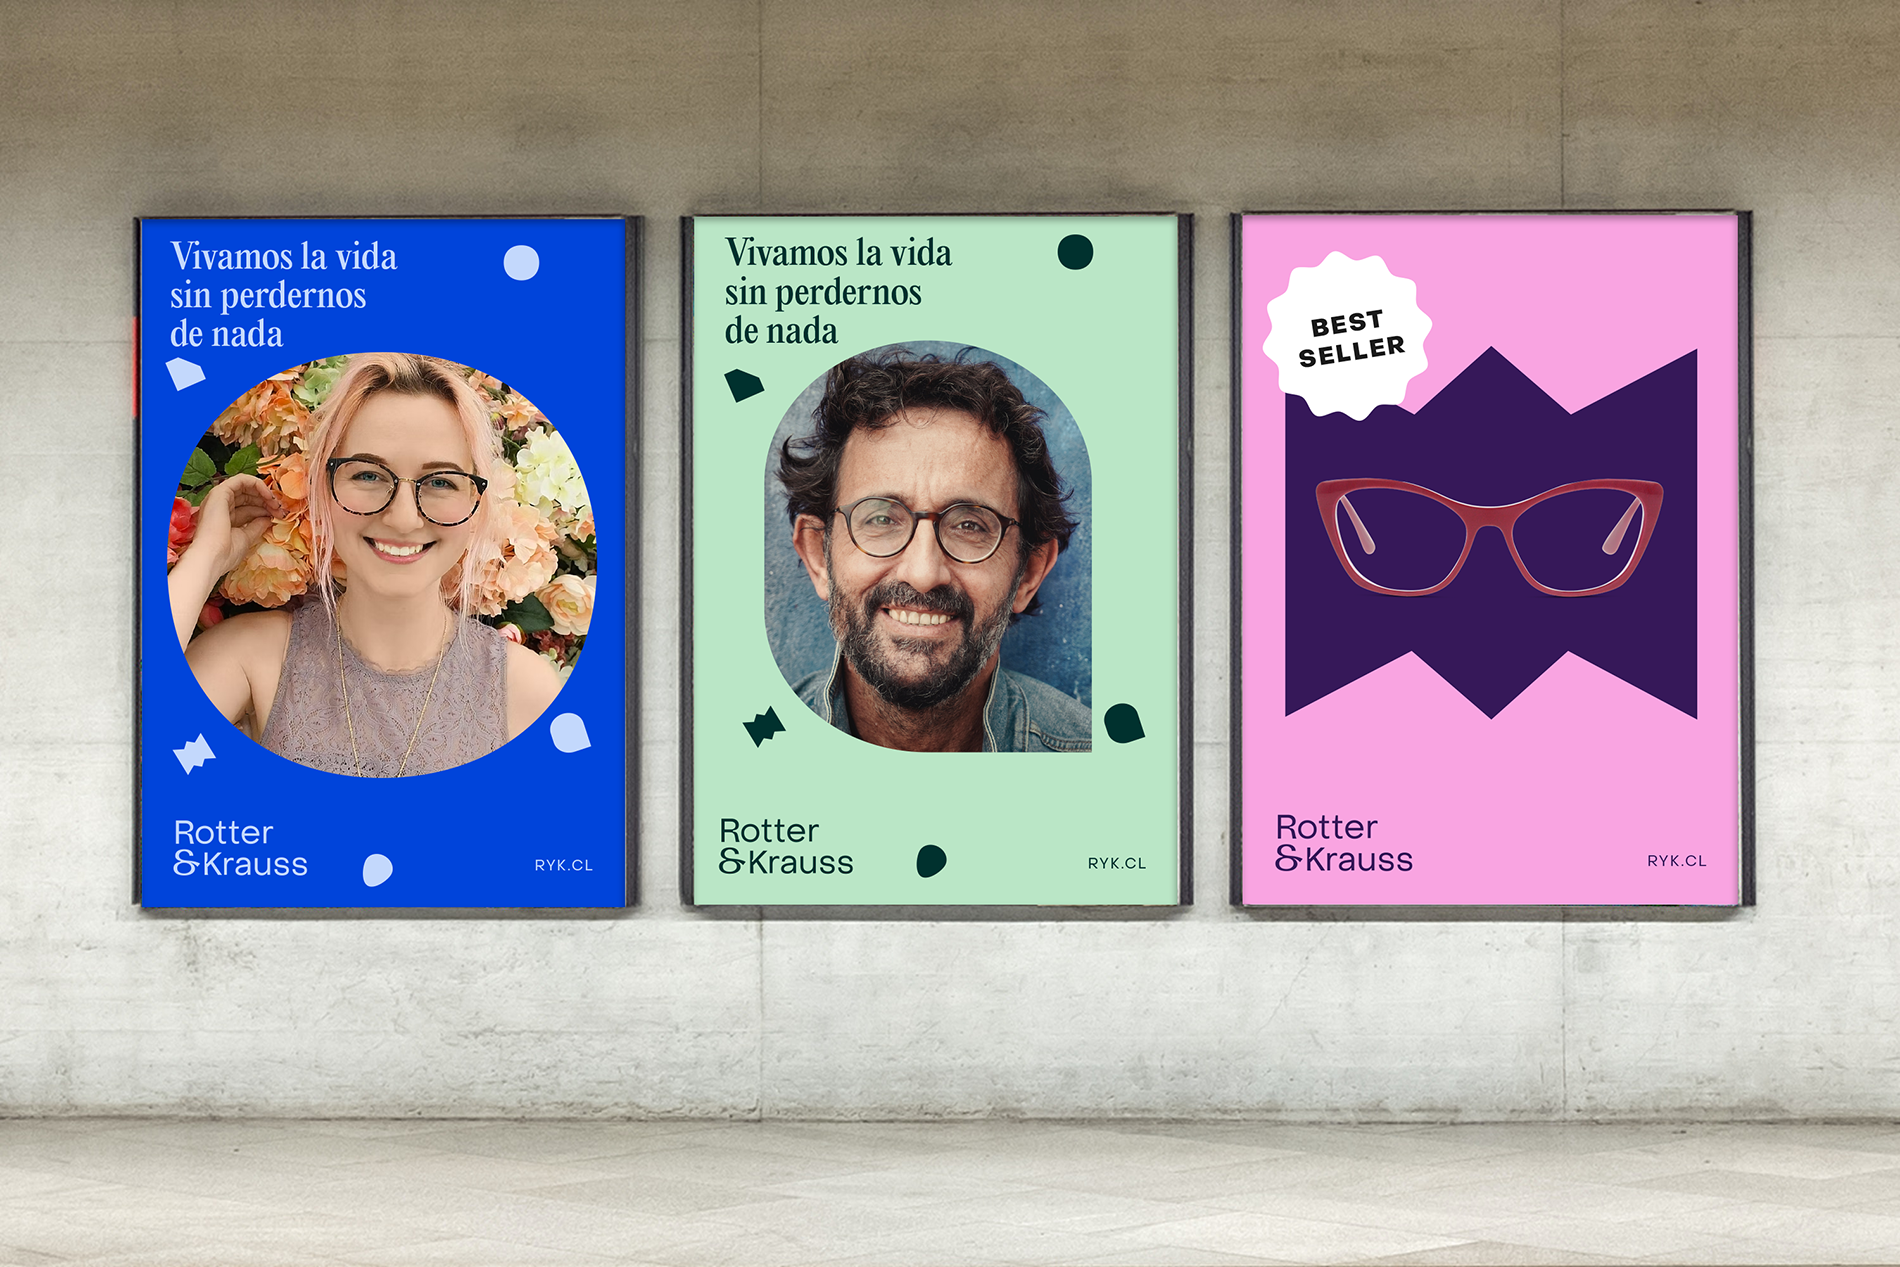 Vivamos la vida
sin perdernos
de nada
Rotter
&Krauss
RYK.CL
Vivamos la vida
sin perdernos
de nada
Rotter
&Krauss
RYK.CL
BEST
SELLER
Rotter
&Krauss
RYK.CL